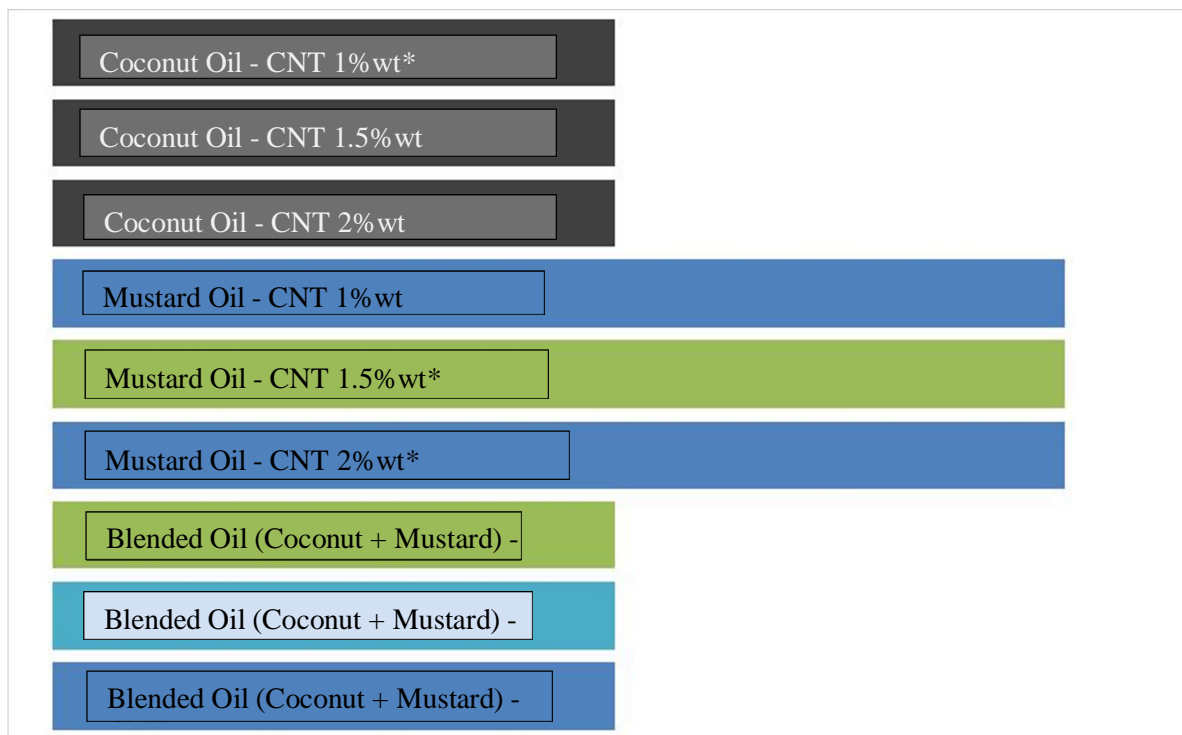 Coconut Oil - CNT 1%wt*
Coconut Oil - CNT 1.5%wt
Coconut Oil - CNT 2%wt
Mustard Oil - CNT 1%wt
Mustard Oil - CNT 1.5%wt*
Mustard Oil - CNT 2%wt*
Blended Oil (Coconut + Mustard) -
Blended Oil (Coconut + Mustard) -
Blended Oil (Coconut + Mustard) -